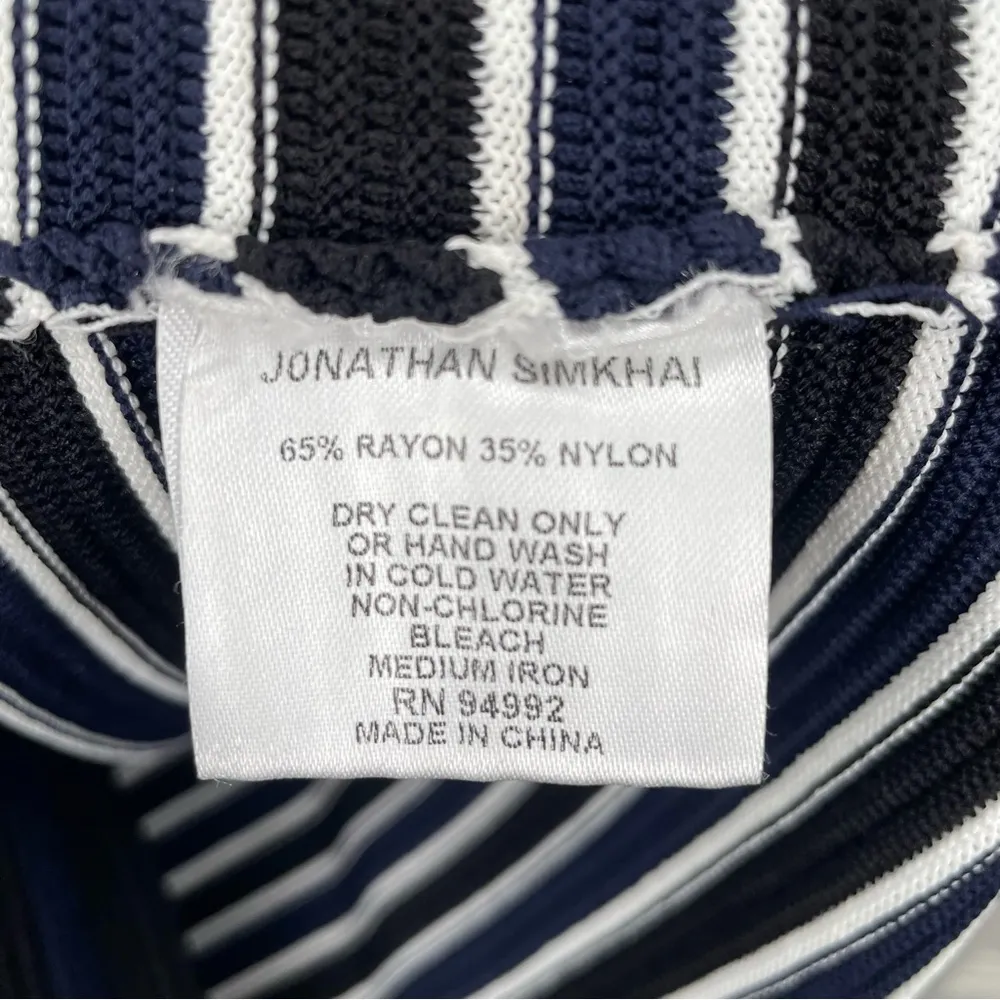 JONATHAN SIMKHAI
65% RAYON 35% NYLON
DRY CLEAN ONLY
OR HAND WASH
IN COLD WATER
NON-CHLORINE
BLEACH
MEDIUM IRON
RN 94992
MADE IN CHINA